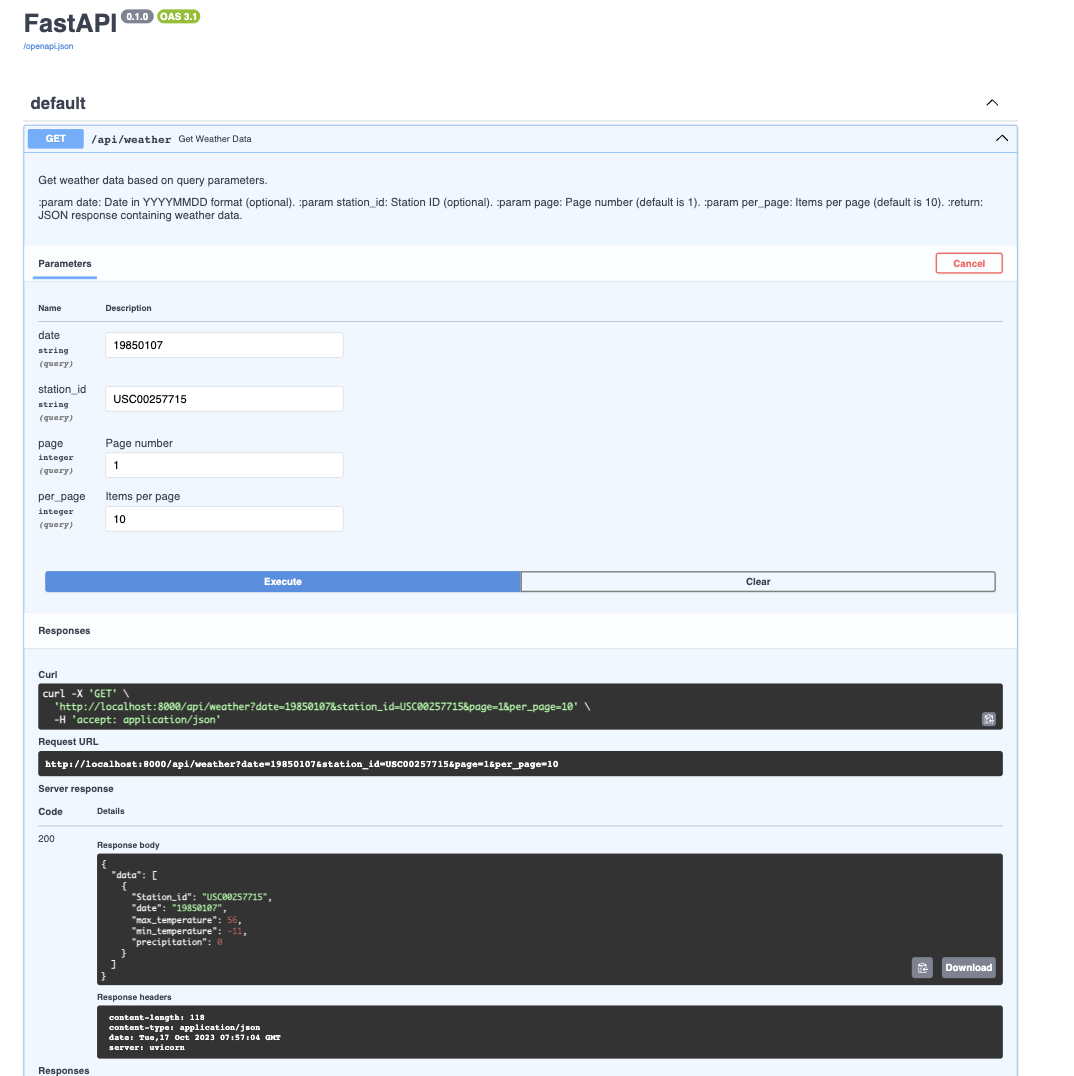 FastAPI 0.1.0 OAS 3.1
/openapi.json
default
GET /api/weather Get Weather Data
Get weather data based on query parameters.
:param date: Date in YYYYMMDD format (optional). :param station_id: Station ID (optional). :param page: Page number (default is 1). :param per_page: Items per page (default is 10). :return:
JSON response containing weather data.
Parameters Cancel
Name Description
date
string
(query)
19850107
station_id
string
(query)
USC00257715
page
integer
(query)
Page number
1
per_page
integer
(query)
Items per page
10
Execute Clear
Responses
Curl
curl -X 'GET' \
'http://localhost:8000/api/weather?date=19850107&station_id=USC00257715&page=1&per_page=10' \
-H 'accept: application/json'
Request URL
http://localhost:8000/api/weather?date=19850107&station_id=USC00257715&page=1&per_page=10
Server response
Code Details
200
Response body
{
"data": [
{
"Station_id": "USC00257715",
"date": "19850107",
"max_temperature": 56,
"min_temperature": -11,
"precipitation": 0
}
]
}
Download
Response headers
content-length: 118
content-type: application/json
date: Tue,17 Oct 2023 07:57:04 GMT
server: uvicorn
Responses